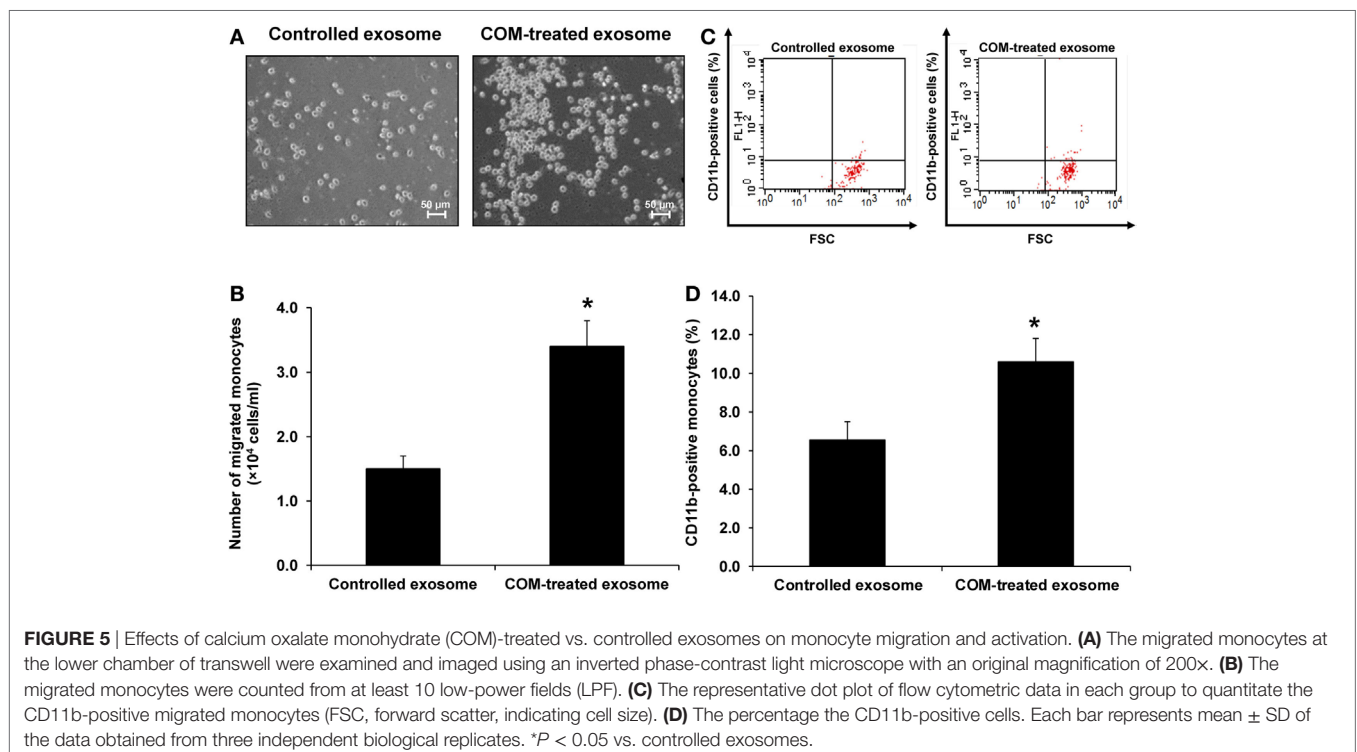 A
Controlled exosome
COM-treated exosome
50 µm
50 µm
C
CD11b-positive cells (%)
Controlled exosome
FL1-H
10⁴
10³
10²
10¹
10⁰
10⁰ 10¹ 10² 10³ 10⁴
FSC
CD11b-positive cells (%)
COM-treated exosome
FL1-H
10⁴
10³
10²
10¹
10⁰
10⁰ 10¹ 10² 10³ 10⁴
FSC
B
Number of migrated monocytes
(×10⁴ cells/ml)
4.0
3.0
2.0
1.0
0.0
*
Controlled exosome
COM-treated exosome
D
CD11b-positive monocytes (%)
14.0
12.0
10.0
8.0
6.0
4.0
2.0
0.0
*
Controlled exosome
COM-treated exosome
FIGURE 5 | Effects of calcium oxalate monohydrate (COM)-treated vs. controlled exosomes on monocyte migration and activation. (A) The migrated monocytes at
the lower chamber of transwell were examined and imaged using an inverted phase-contrast light microscope with an original magnification of 200×. (B) The
migrated monocytes were counted from at least 10 low-power fields (LPF). (C) The representative dot plot of flow cytometric data in each group to quantitate the
CD11b-positive migrated monocytes (FSC, forward scatter, indicating cell size). (D) The percentage the CD11b-positive cells. Each bar represents mean ± SD of
the data obtained from three independent biological replicates. *P < 0.05 vs. controlled exosomes.